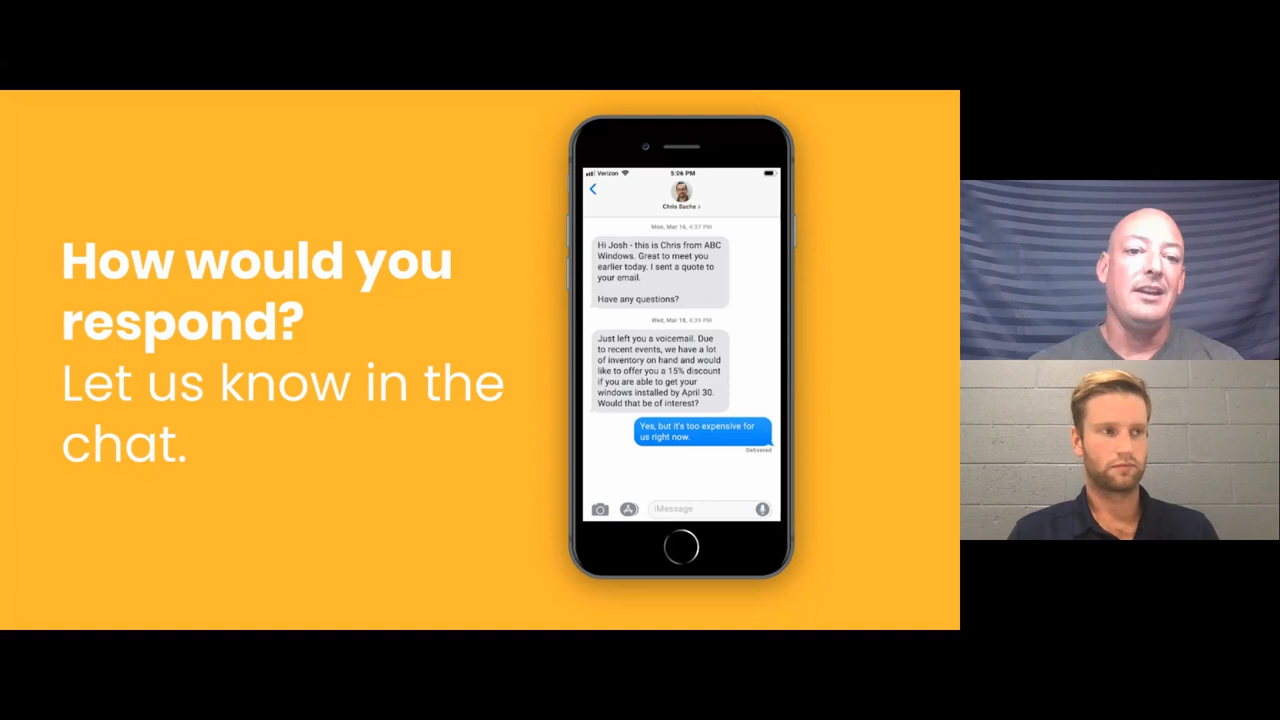 How would you
respond?
Let us know in the
chat.
Verizon
5:06 PM
Chris Sache >
Mon, Mar 16, 4:37 PM
Hi Josh - this is Chris from ABC
Windows. Great to meet you
earlier today. I sent a quote to
your email.
Have any questions?
Wed, Mar 18, 4:39 PM
Just left you a voicemail. Due
to recent events, we have a lot
of inventory on hand and would
like to offer you a 15% discount
if you are able to get your
windows installed by April 30.
Would that be of interest?
Yes, but it's too expensive for
us right now.
Delivered
iMessage